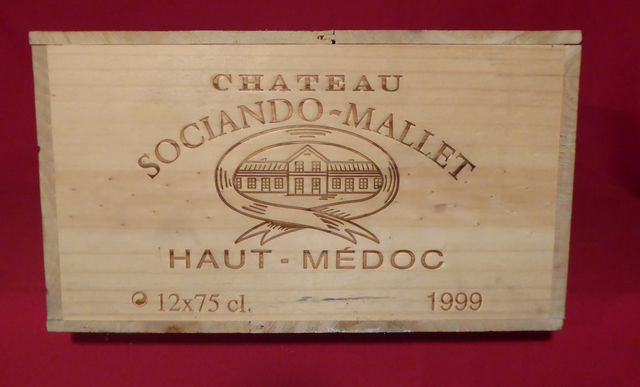 CHATEAU
SOCIANDO-MALLET
HAUT-MÉDOC
12x75 cl. 1999